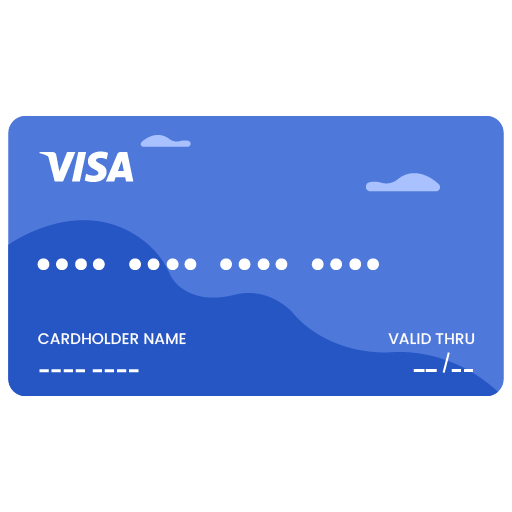 VISA
●●●● ●●●● ●●●● ●●●●
CARDHOLDER NAME VALID THRU
–––– –––– –– /––